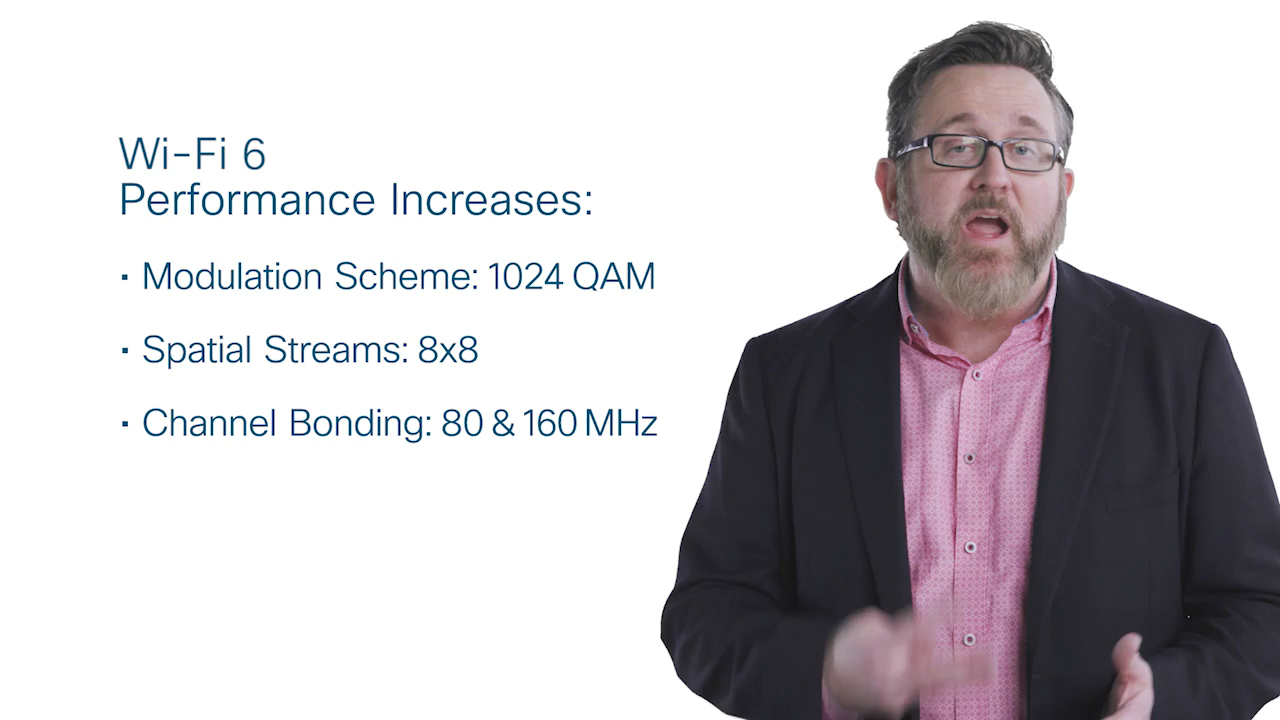 Wi-Fi 6
Performance Increases:
· Modulation Scheme: 1024 QAM
· Spatial Streams: 8x8
· Channel Bonding: 80 & 160 MHz